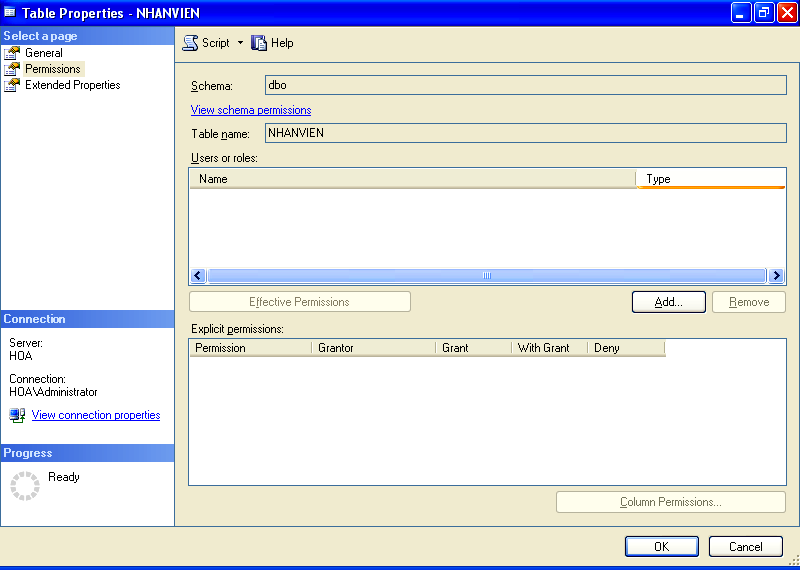 Table Properties - NHANVIEN
Select a page
General
Permissions
Extended Properties
Script
Help
Schema:
dbo
View schema permissions
Table name:
NHANVIEN
Users or roles:
Name Type
Effective Permissions
Add...
Remove
Explicit permissions:
Permission Grantor Grant With Grant Deny
Column Permissions...
Connection
Server:
HOA
Connection:
HOA\Administrator
View connection properties
Progress
Ready
OK
Cancel